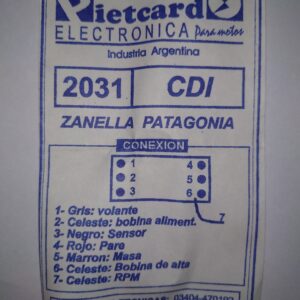 Pietcard
ELECTRONICA Para motos
Industria Argentina
2031 CDI
ZANELLA PATAGONIA
CONEXION
1 4
2 5
3 6
7
1- Gris: volante
2- Celeste: bobina aliment.
3- Negro: Sensor
4- Rojo: Pare
5- Marron: Masa
6- Celeste: Bobina de alta
7- Celeste: RPM